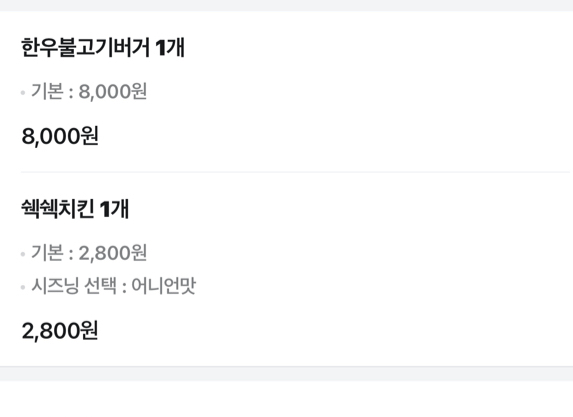 한우불고기버거 1개
기본 : 8,000원
8,000원
쉑쉑치킨 1개
기본 : 2,800원
시즈닝 선택 : 어니언맛
2,800원